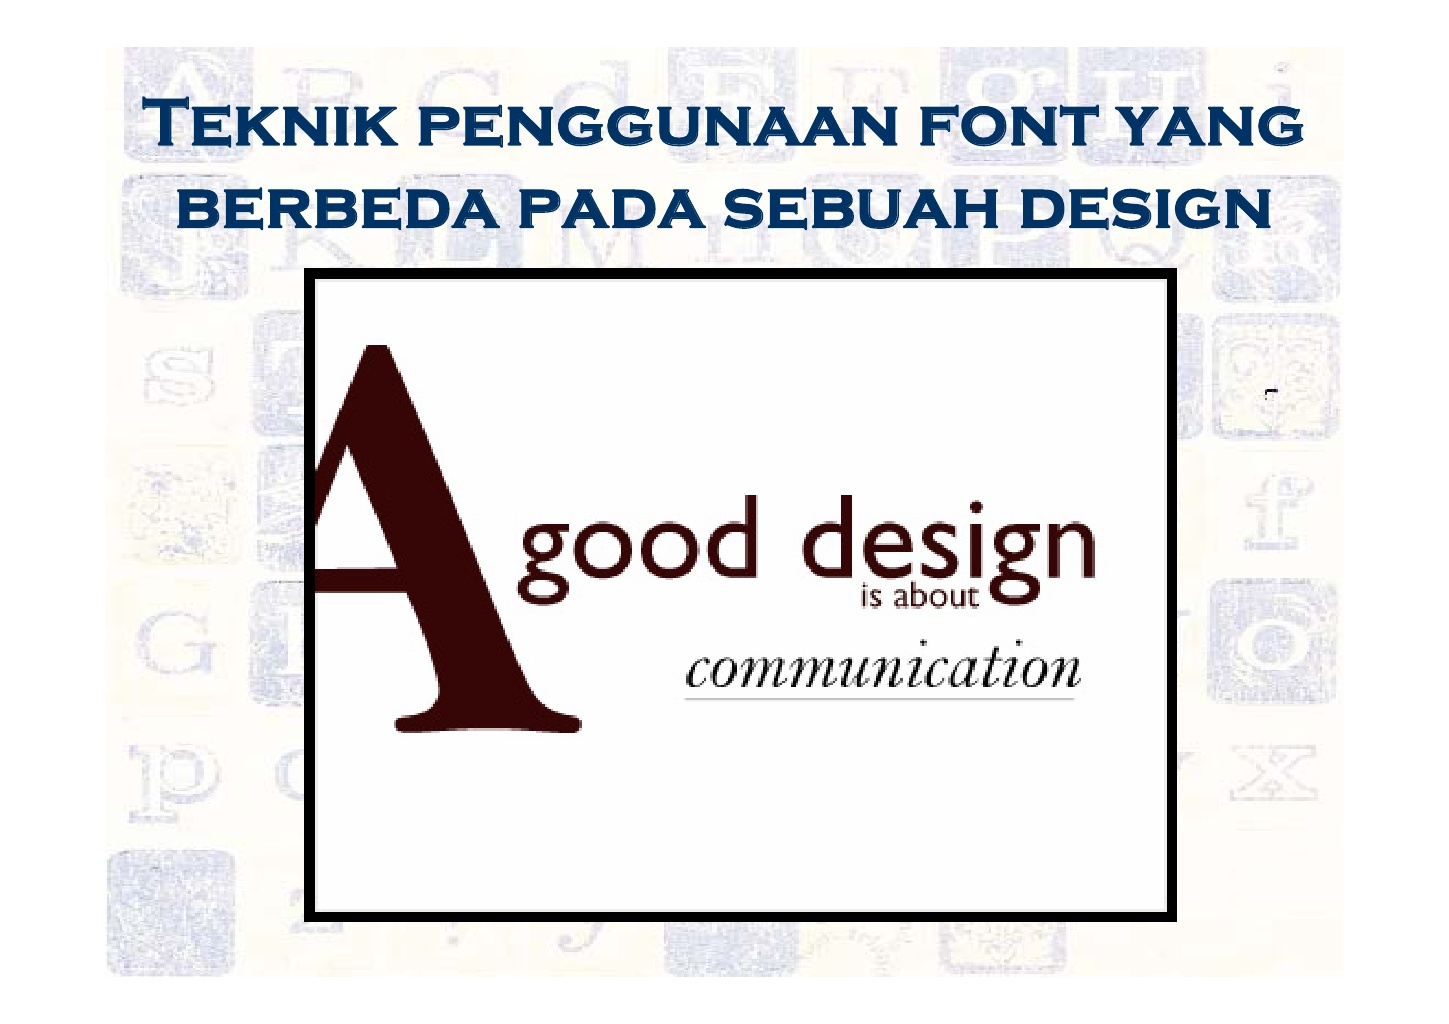 Teknik penggunaan font yang
berbeda pada sebuah design
A good design
is about
communication